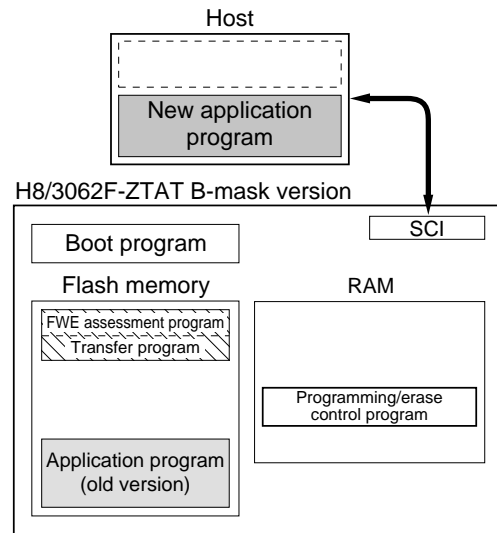 Host
New application
program
H8/3062F-ZTAT B-mask version
SCI
Boot program
Flash memory
RAM
FWE assessment program
Transfer program
Programming/erase
control program
Application program
(old version)